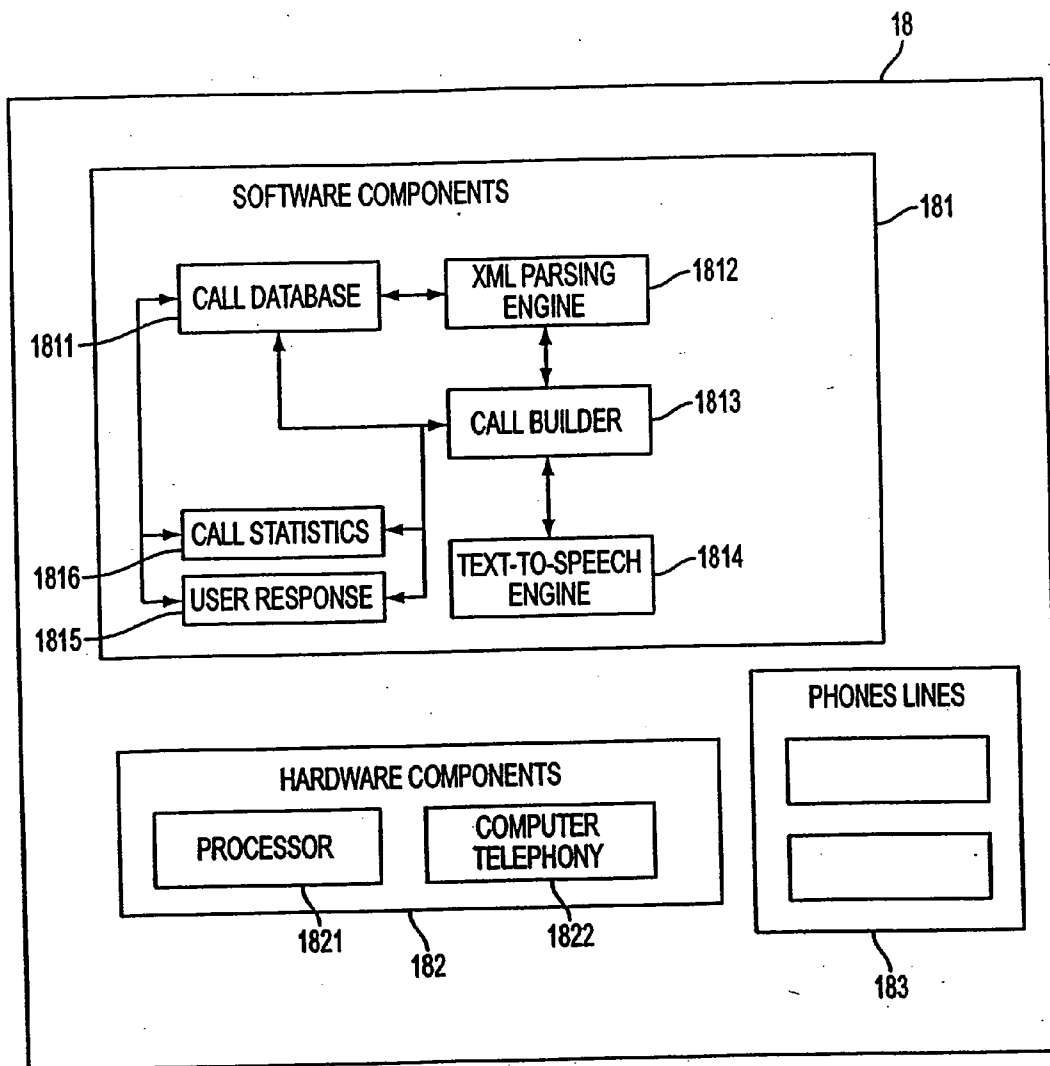 18
SOFTWARE COMPONENTS
181
CALL DATABASE
XML PARSING
ENGINE
1812
1811
CALL BUILDER
1813
CALL STATISTICS
1816
TEXT-TO-SPEECH
ENGINE
1814
USER RESPONSE
1815
PHONES LINES
HARDWARE COMPONENTS
PROCESSOR
COMPUTER
TELEPHONY
1821
182
1822
183